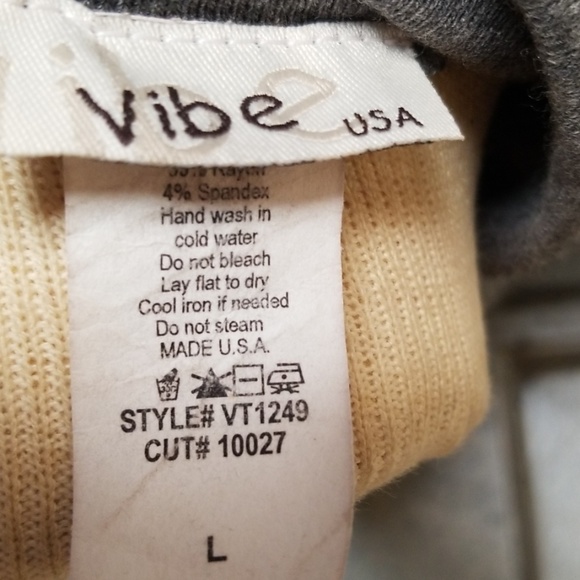 Vibe USA
Rayon
4% Spandex
Hand wash in
cold water
Do not bleach
Lay flat to dry
Cool iron if needed
Do not steam
MADE U.S.A.
STYLE# VT1249
CUT# 10027
L